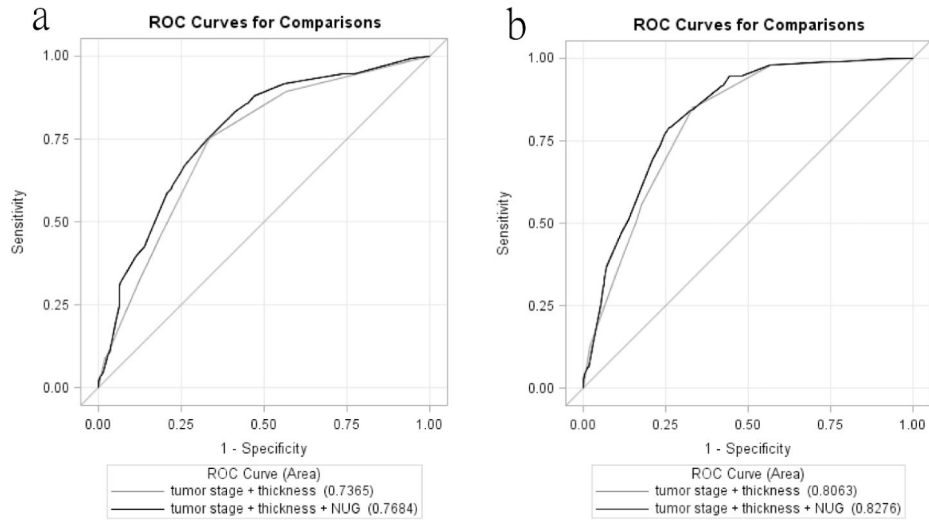 a
ROC Curves for Comparisons
1.00
0.75
0.50
0.25
0.00
Sensitivity
0.00 0.25 0.50 0.75 1.00
1 - Specificity
ROC Curve (Area)
tumor stage + thickness (0.7365)
tumor stage + thickness + NUG (0.7684)
b
ROC Curves for Comparisons
1.00
0.75
0.50
0.25
0.00
Sensitivity
0.00 0.25 0.50 0.75 1.00
1 - Specificity
ROC Curve (Area)
tumor stage + thickness (0.8063)
tumor stage + thickness + NUG (0.8276)